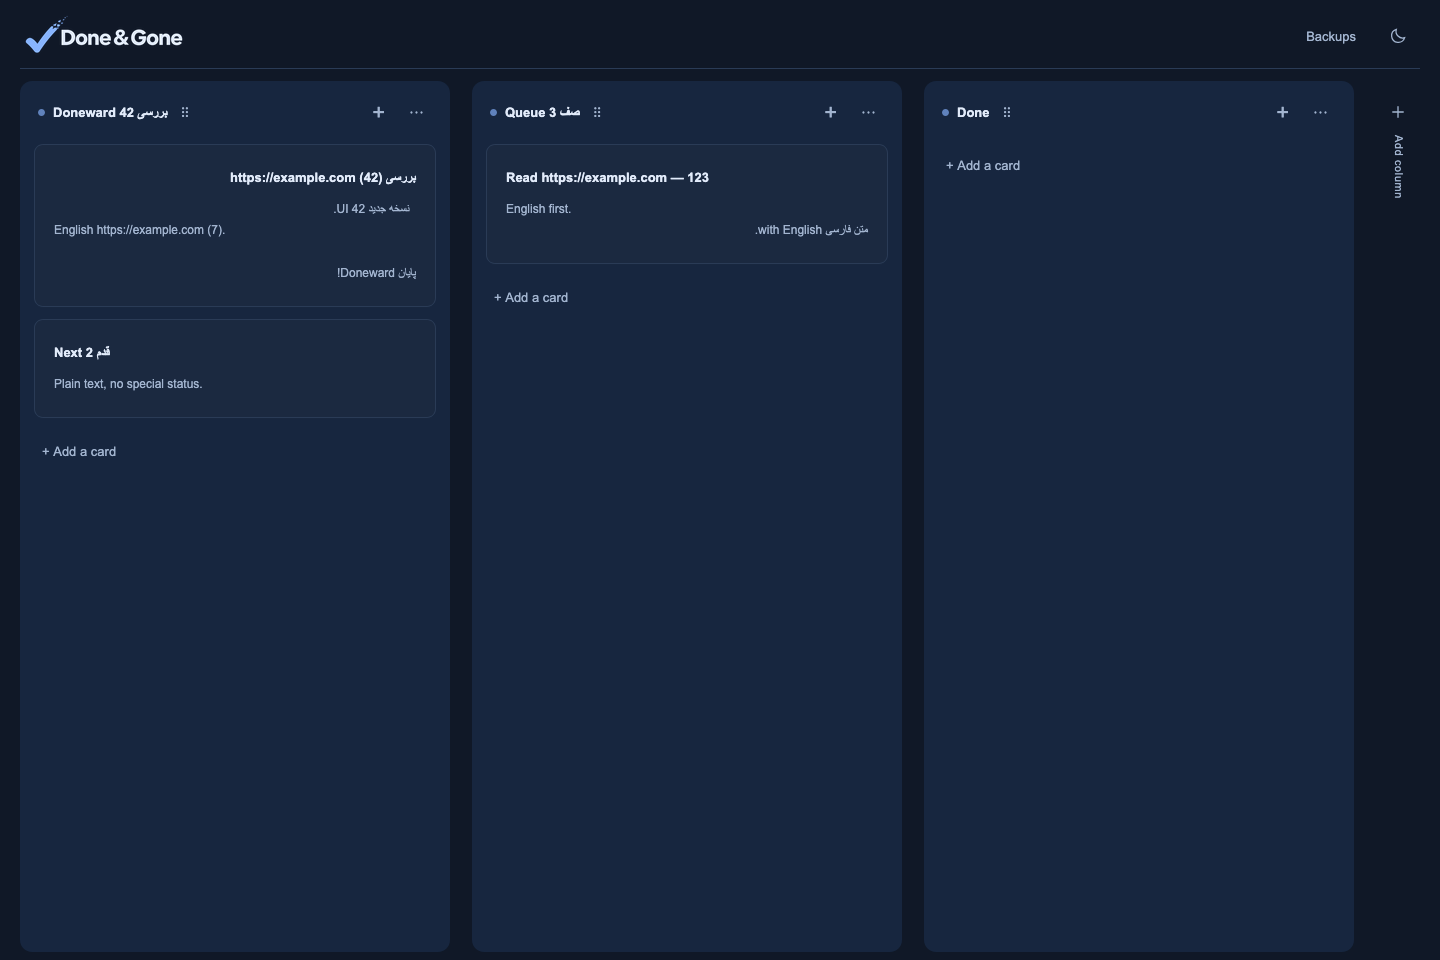 Done & Gone
Backups
Doneward 42 بررسی
بررسی (42) https://example.com
نسخه جدید UI 42.
English https://example.com (7).
پایان Doneward!
Next 2 قدم
Plain text, no special status.
+ Add a card
Queue 3 صف
Read https://example.com — 123
English first.
متن فارسی with English.
+ Add a card
Done
+ Add a card
Add column